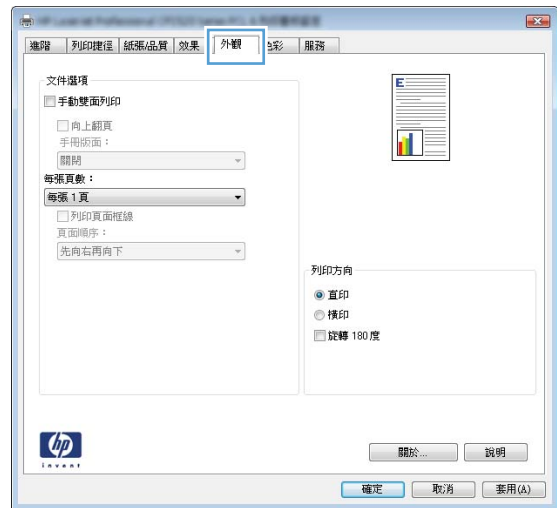 進階 列印捷徑 紙張/品質 效果 外觀 色彩 服務
文件選項
手動雙面列印
向上翻頁
手冊版面：
關閉
每張頁數：
每張 1 頁
列印頁面框線
頁面順序：
先向右再向下
E
列印方向
直印
橫印
旋轉 180 度
hp
invent
關於... 說明
確定 取消 套用(A)